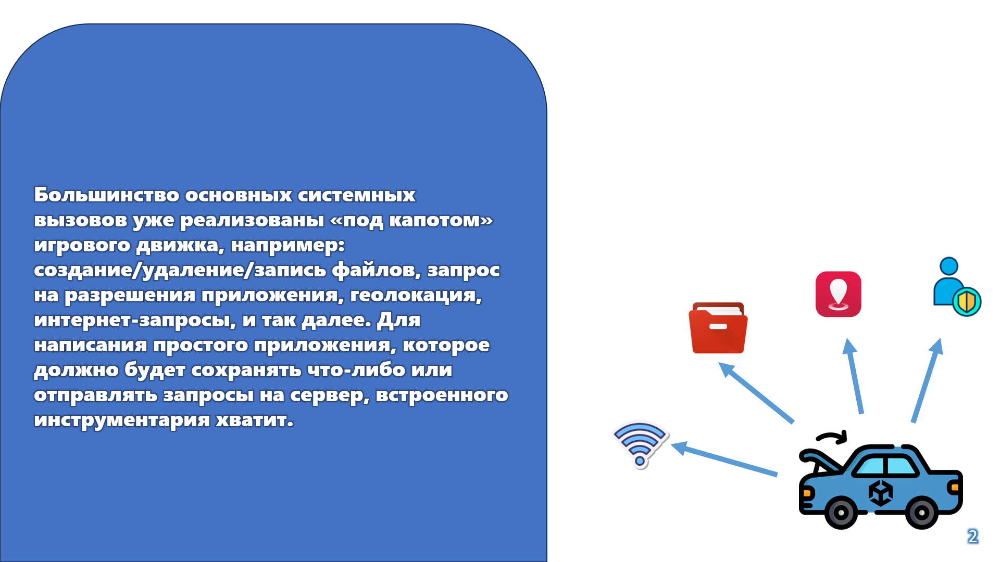 Большинство основных системных
вызовов уже реализованы «под капотом»
игрового движка, например:
создание/удаление/запись файлов, запрос
на разрешения приложения, геолокация,
интернет-запросы, и так далее. Для
написания простого приложения, которое
должно будет сохранять что-либо или
отправлять запросы на сервер, встроенного
инструментария хватит.
2